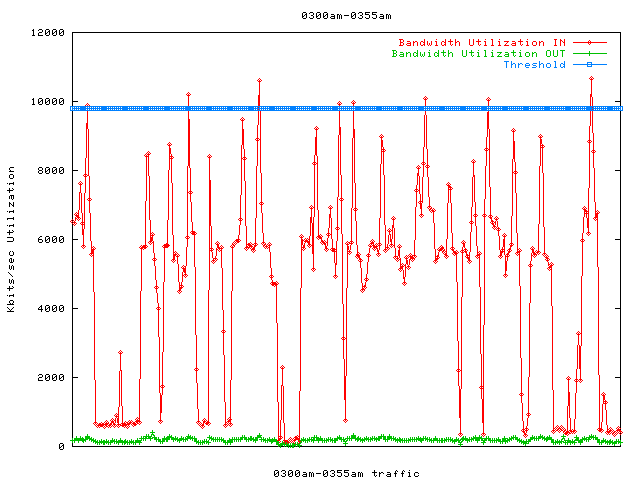 0300am-0355am
12000
Bandwidth Utilization IN
Bandwidth Utilization OUT
Threshold
10000
8000
6000
4000
2000
0
Kbits/sec Utilization
0300am-0355am traffic